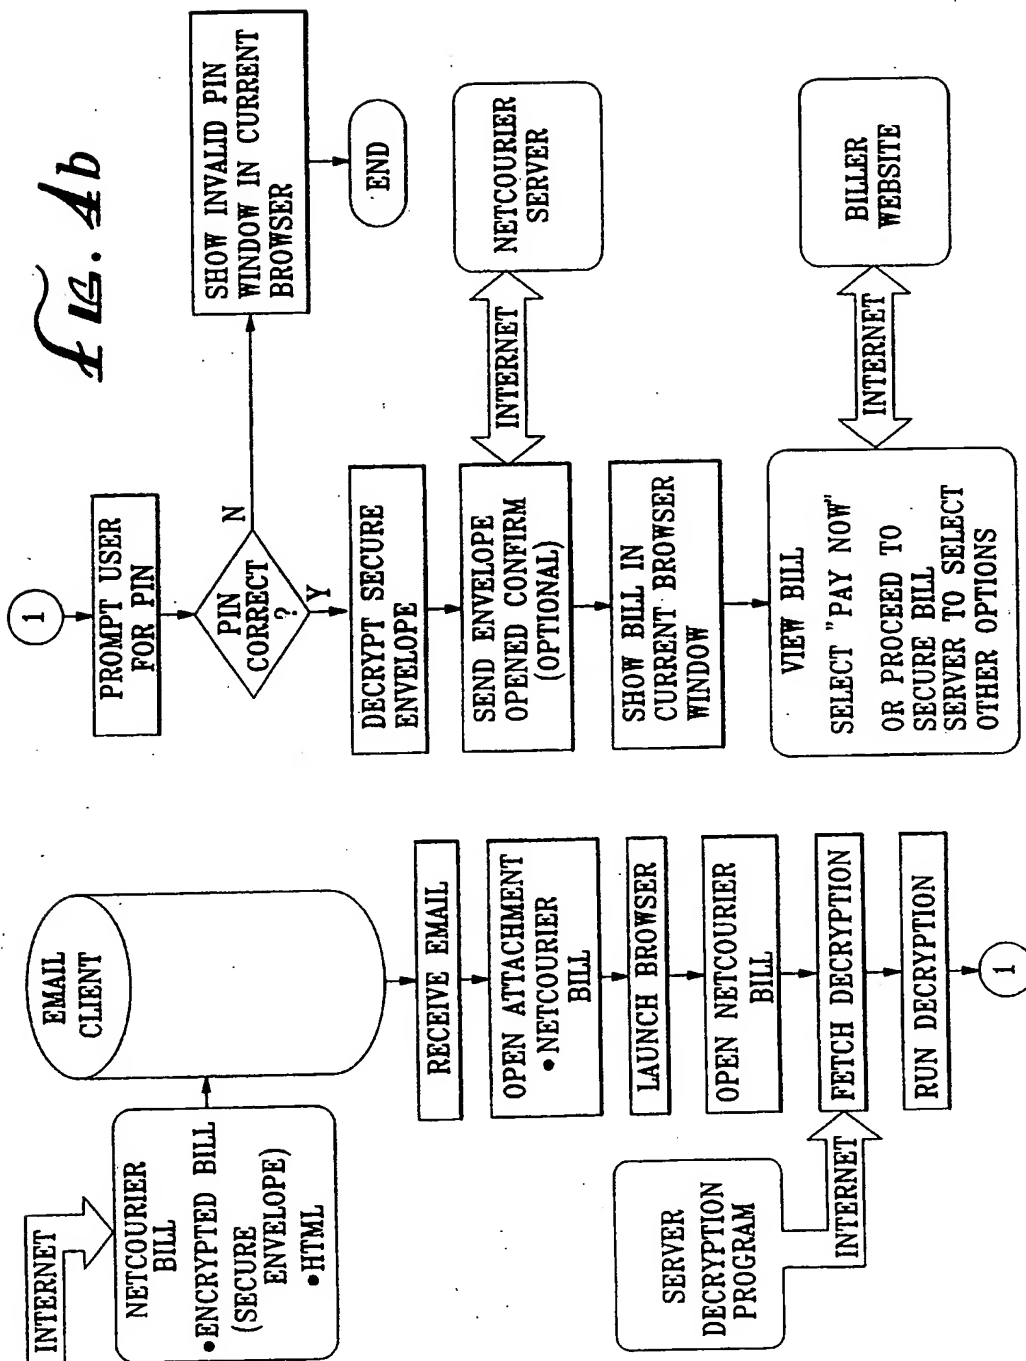 Fig. 4b
INTERNET
NETCOURIER
BILL
•ENCRYPTED BILL
(SECURE
ENVELOPE)
•HTML
EMAIL
CLIENT
RECEIVE EMAIL
OPEN ATTACHMENT
•NETCOURIER
BILL
LAUNCH BROWSER
OPEN NETCOURIER
BILL
SERVER
DECRYPTION
PROGRAM
INTERNET
FETCH DECRYPTION
RUN DECRYPTION
1
1
PROMPT USER
FOR PIN
PIN
CORRECT
?
N
Y
SHOW INVALID PIN
WINDOW IN CURRENT
BROWSER
END
DECRYPT SECURE
ENVELOPE
SEND ENVELOPE
OPENED CONFIRM
(OPTIONAL)
INTERNET
NETCOURIER
SERVER
SHOW BILL IN
CURRENT BROWSER
WINDOW
VIEW BILL
SELECT "PAY NOW"
OR PROCEED TO
SECURE BILL
SERVER TO SELECT
OTHER OPTIONS
INTERNET
BILLER
WEBSITE